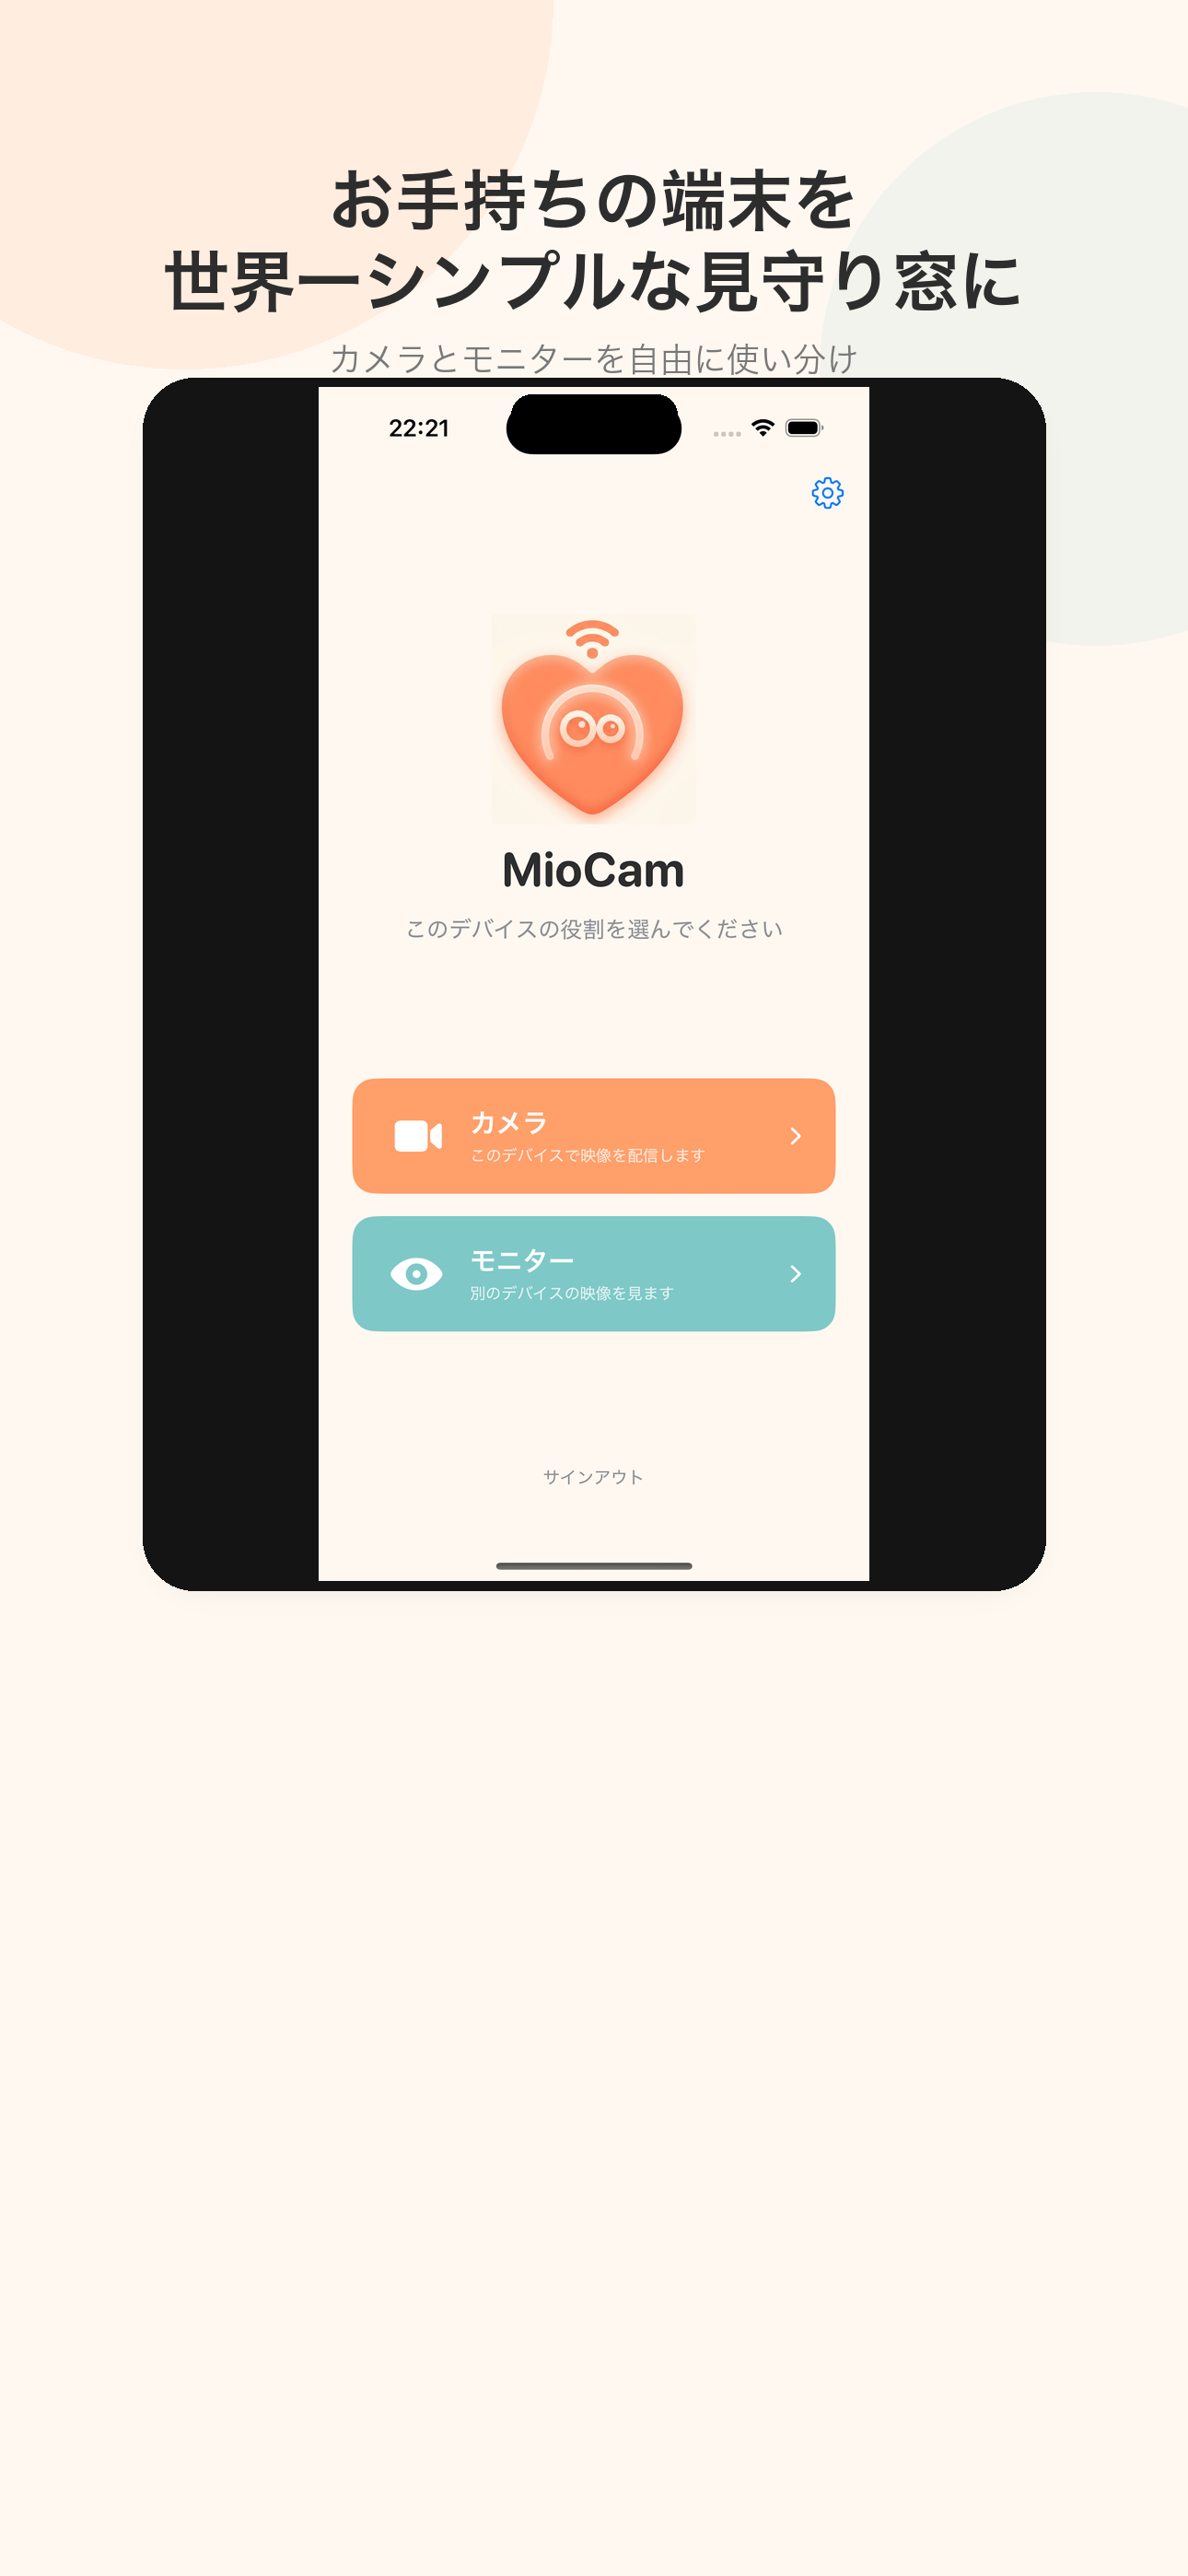 お手持ちの端末を
世界一シンプルな見守り窓に
カメラとモニターを自由に使い分け
22:21
MioCam
このデバイスの役割を選んでください
カメラ
このデバイスで映像を配信します
モニター
別のデバイスの映像を見ます
サインアウト